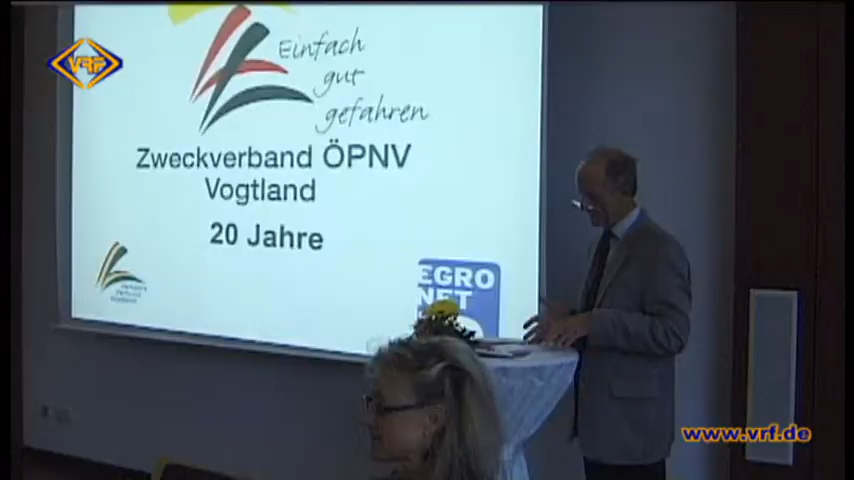 VRF
Einfach
gut
gefahren
Zweckverband ÖPNV
Vogtland
20 Jahre
EGRO
NET
www.vrf.de